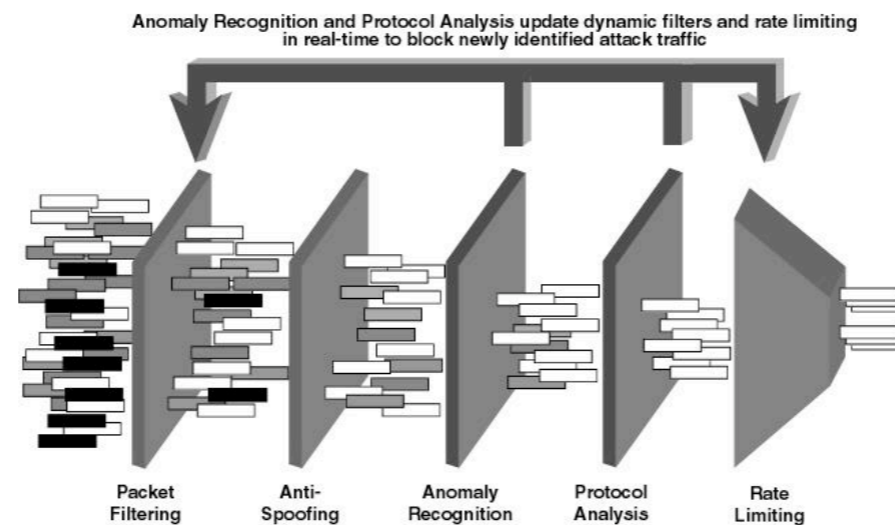 Anomaly Recognition and Protocol Analysis update dynamic filters and rate limiting
in real-time to block newly identified attack traffic
Packet
Filtering
Anti-
Spoofing
Anomaly
Recognition
Protocol
Analysis
Rate
Limiting